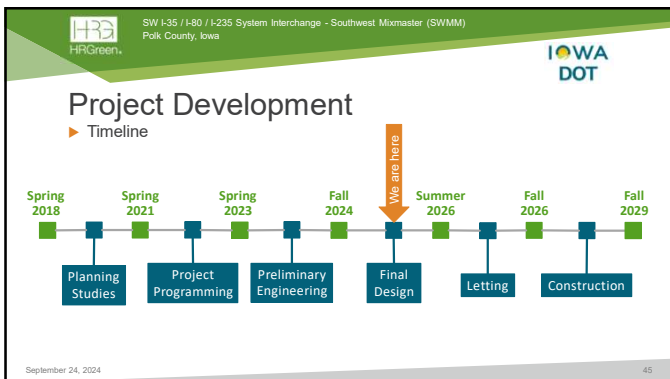 SW I-35 / I-80 / I-235 System Interchange - Southwest Mixmaster (SWMM)
Polk County, Iowa
HRG
HRGreen.
IOWA
DOT
Project Development
Timeline
We are here
Spring
2018
Spring
2021
Spring
2023
Fall
2024
Summer
2026
Fall
2026
Fall
2029
Planning
Studies
Project
Programming
Preliminary
Engineering
Final
Design
Letting
Construction
September 24, 2024
45